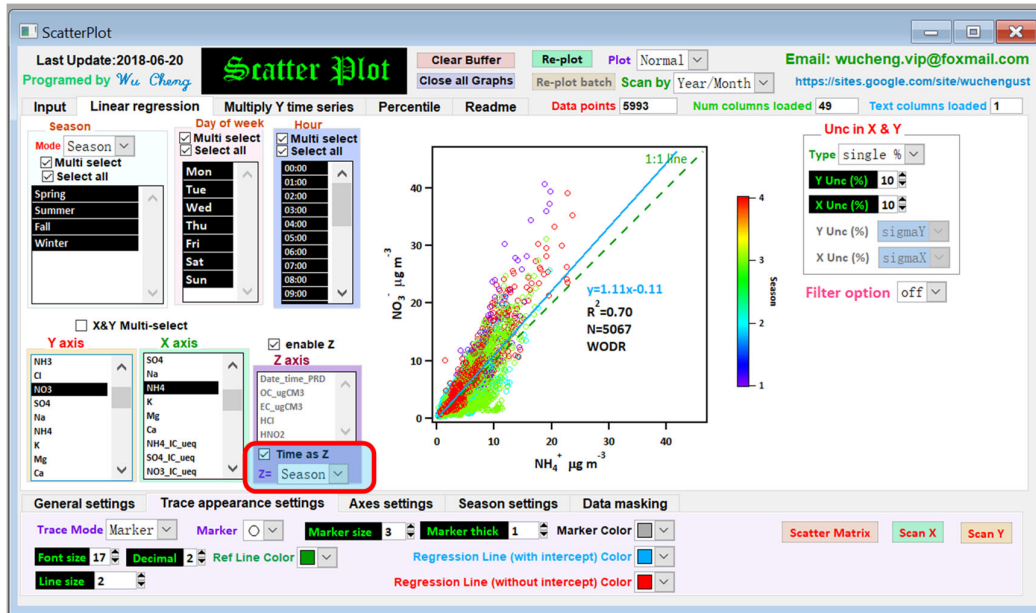 ScatterPlot
Last Update:2018-06-20
Programed by Wu Cheng
Scatter Plot
Clear Buffer
Close all Graphs
Re-plot Plot Normal
Re-plot batch Scan by Year/Month
Email: wucheng.vip@foxmail.com
https://sites.google.com/site/wuchengust
Input Linear regression Multiply Y time series Percentile Readme
Data points 5993 Num columns loaded 49 Text columns loaded 1
Season
Mode Season
Multi select
Select all
Spring
Summer
Fall
Winter
Day of week
Multi select
Select all
Mon
Tue
Wed
Thu
Fri
Sat
Sun
Hour
Multi select
Select all
00:00
01:00
02:00
03:00
04:00
05:00
06:00
07:00
08:00
09:00
X&Y Multi-select
Y axis
NH3
Cl
NO3
SO4
Na
NH4
K
Mg
Ca
X axis
SO4
Na
NH4
K
Mg
Ca
NH4_IC_ueq
SO4_IC_ueq
NO3_IC_ueq
enable Z
Z axis
Date_time_PRD
OC_ugCM3
EC_ugCM3
HCl
HNO2
Time as Z
Z= Season
NO₃⁻ μg m⁻³
40
30
20
10
0
0 10 20 30 40
NH₄⁺ μg m⁻³
1:1 line
y=1.11x-0.11
R²=0.70
N=5067
WODR
4
3
2
1
Season
Unc in X & Y
Type single %
Y Unc (%) 10
X Unc (%) 10
Y Unc (%) sigmaY
X Unc (%) sigmaX
Filter option off
General settings Trace appearance settings Axes settings Season settings Data masking
Trace Mode Marker Marker Marker size 3 Marker thick 1 Marker Color
Font size 17 Decimal 2 Ref Line Color Regression Line (with intercept) Color
Line size 2 Regression Line (without intercept) Color
Scatter Matrix Scan X Scan Y